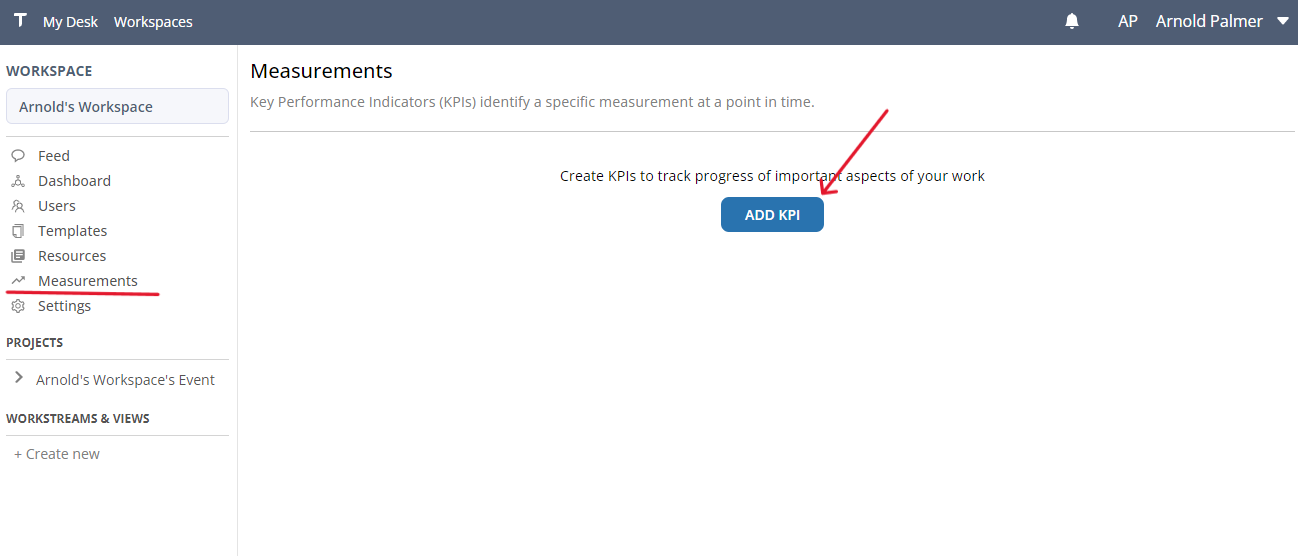 T My Desk Workspaces AP Arnold Palmer
WORKSPACE
Arnold's Workspace
Feed
Dashboard
Users
Templates
Resources
Measurements
Settings
PROJECTS
Arnold's Workspace's Event
WORKSTREAMS & VIEWS
+ Create new
Measurements
Key Performance Indicators (KPIs) identify a specific measurement at a point in time.
Create KPIs to track progress of important aspects of your work
ADD KPI